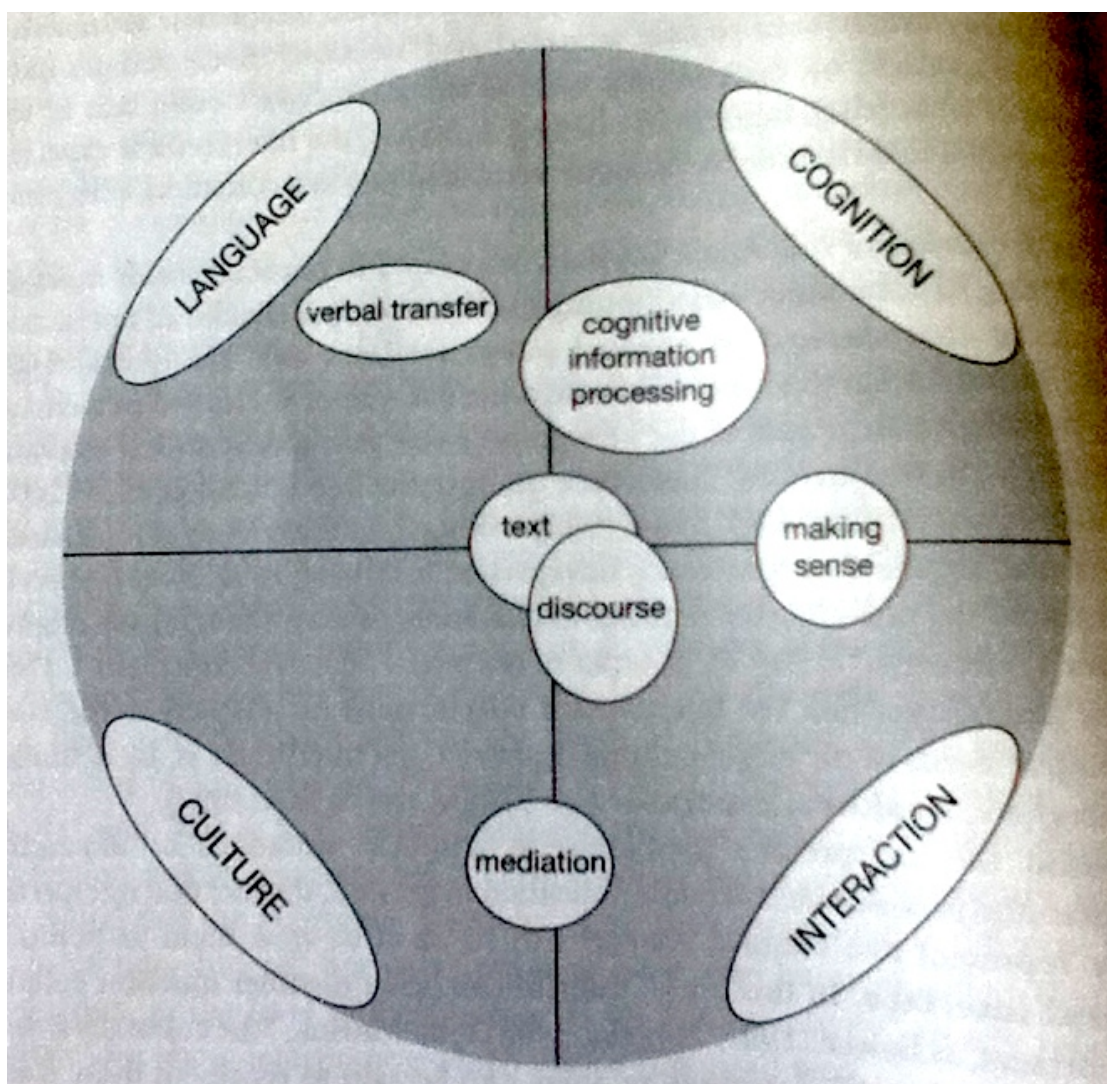 LANGUAGE
COGNITION
verbal transfer
cognitive
information
processing
text
making
sense
discourse
CULTURE
mediation
INTERACTION